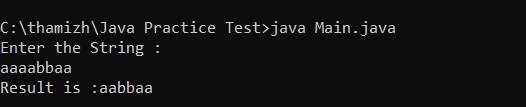 C:\thamizh\Java Practice Test>java Main.java
Enter the String :
aaaabbaa
Result is :aabbaa